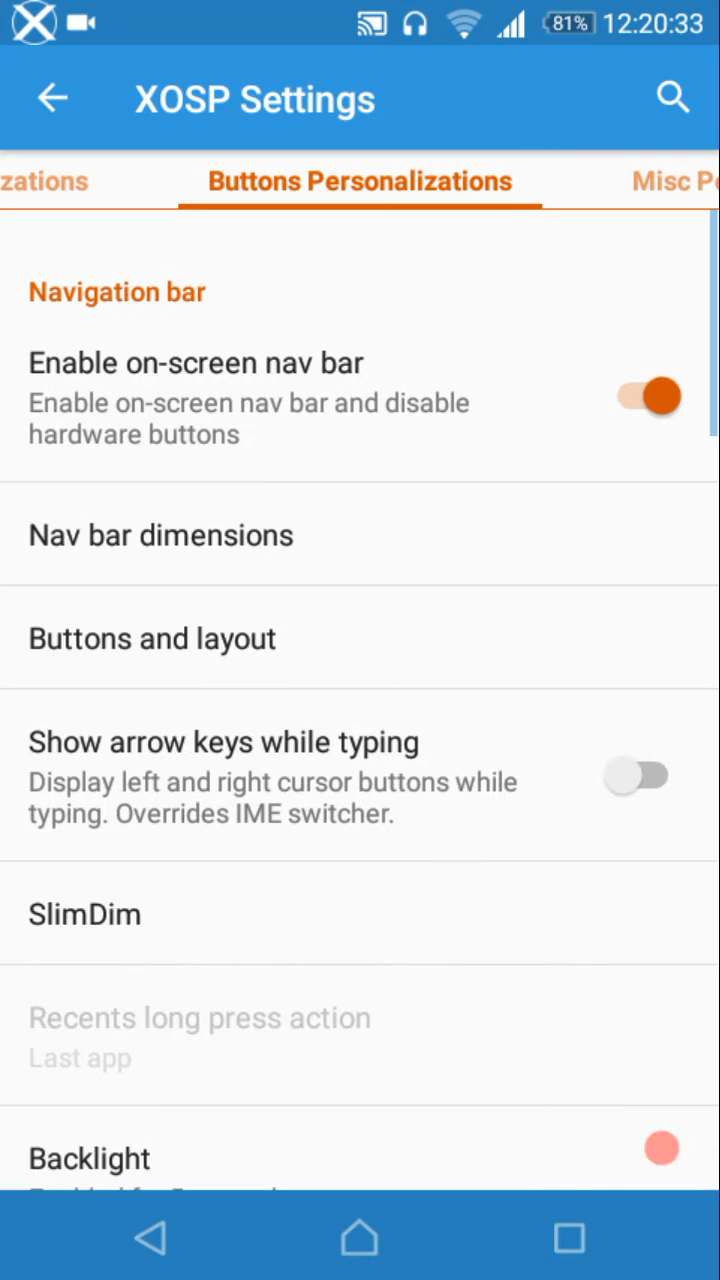 81% 12:20:33
XOSP Settings
zations Buttons Personalizations Misc P
Navigation bar
Enable on-screen nav bar
Enable on-screen nav bar and disable
hardware buttons
Nav bar dimensions
Buttons and layout
Show arrow keys while typing
Display left and right cursor buttons while
typing. Overrides IME switcher.
SlimDim
Recents long press action
Last app
Backlight